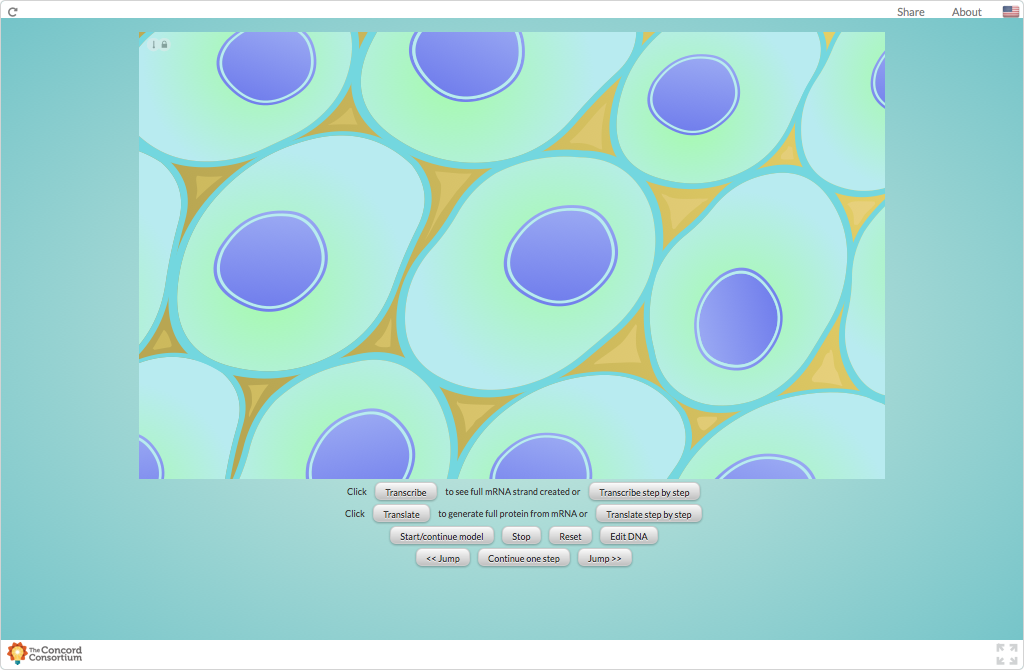 Share About
Click Transcribe to see full mRNA strand created or Transcribe step by step
Click Translate to generate full protein from mRNA or Translate step by step
Start/continue model Stop Reset Edit DNA
<< Jump Continue one step Jump >>
The Concord
Consortium